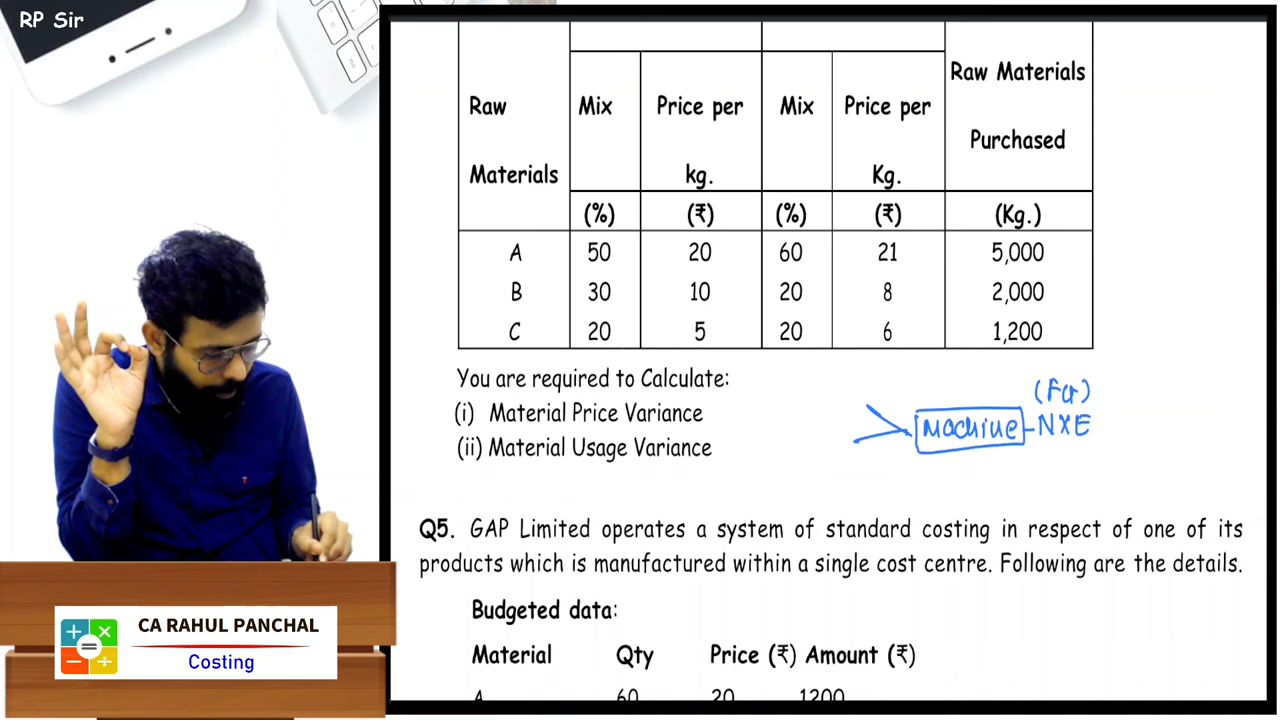 RP Sir
Raw Materials
Mix
Price per kg.
Mix
Price per Kg.
Raw Materials Purchased
(%)
(₹)
(%)
(₹)
(Kg.)
A 50 20 60 21 5,000
B 30 10 20 8 2,000
C 20 5 20 6 1,200
You are required to Calculate:
(i) Material Price Variance
(ii) Material Usage Variance
Machine
NXE
Q5. GAP Limited operates a system of standard costing in respect of one of its
products which is manufactured within a single cost centre. Following are the details.
Budgeted data:
Material Qty Price (₹) Amount (₹)
A 60 20 1200
CA RAHUL PANCHAL
Costing